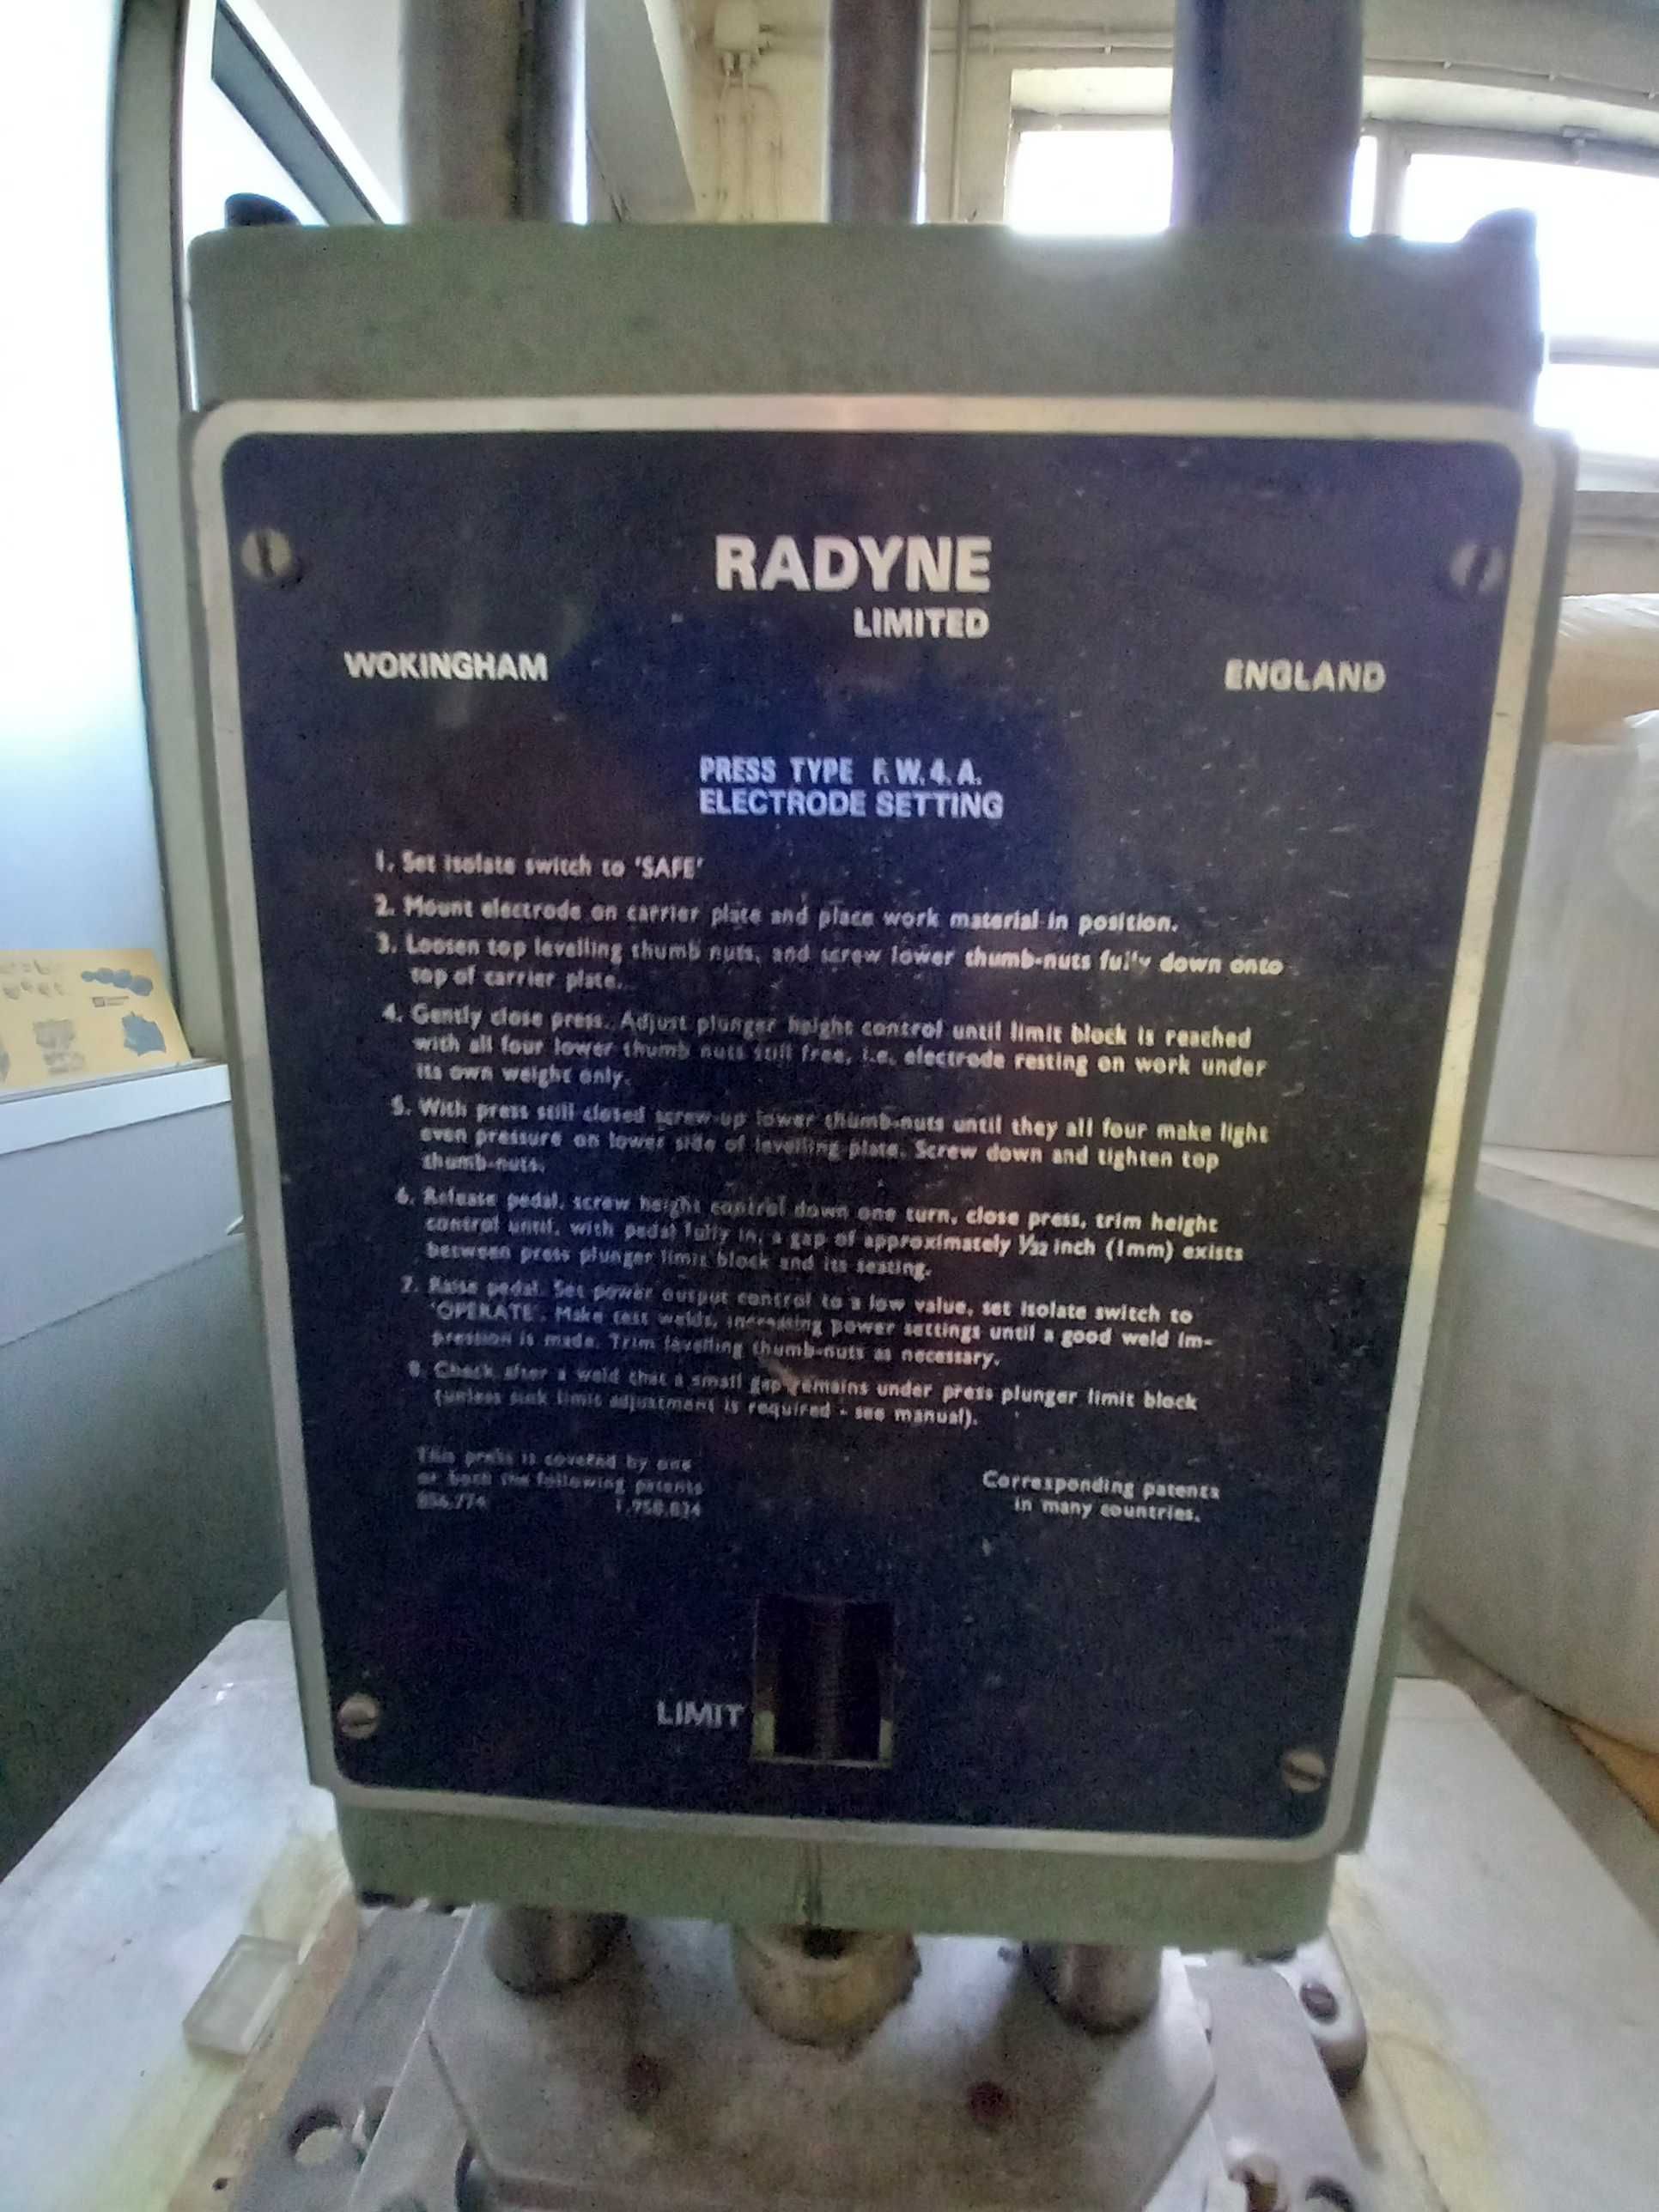 RADYNE
LIMITED
WOKINGHAM ENGLAND
PRESS TYPE F.W.4.A.
ELECTRODE SETTING
1. Set isolate switch to 'SAFE'
2. Mount electrode on carrier plate and place work material in position.
3. Loosen top levelling thumb nuts, and screw lower thumb-nuts fully down onto
top of carrier plate.
4. Gently close press. Adjust plunger height control until limit block is reached
with all four lower thumb nuts still free, i.e. electrode resting on work under
its own weight only.
5. With press still closed screw-up lower thumb-nuts until they all four make light
even pressure on lower side of levelling plate. Screw down and tighten top
thumb-nuts.
6. Release pedal, screw height control down one turn, close press, trim height
control until, with pedal fully in, a gap of approximately 1/32 inch (1mm) exists
between press plunger limit block and its seating.
7. Raise pedal. Set power output control to a low value, set isolate switch to
'OPERATE'. Make test welds, increasing power settings until a good weld im-
pression is made. Trim levelling thumb-nuts as necessary.
8. Check after a weld that a small gap remains under press plunger limit block
(unless sink limit adjustment is required - see manual).
This press is covered by one
or both the following patents
Corresponding patents
in many countries.
LIMIT